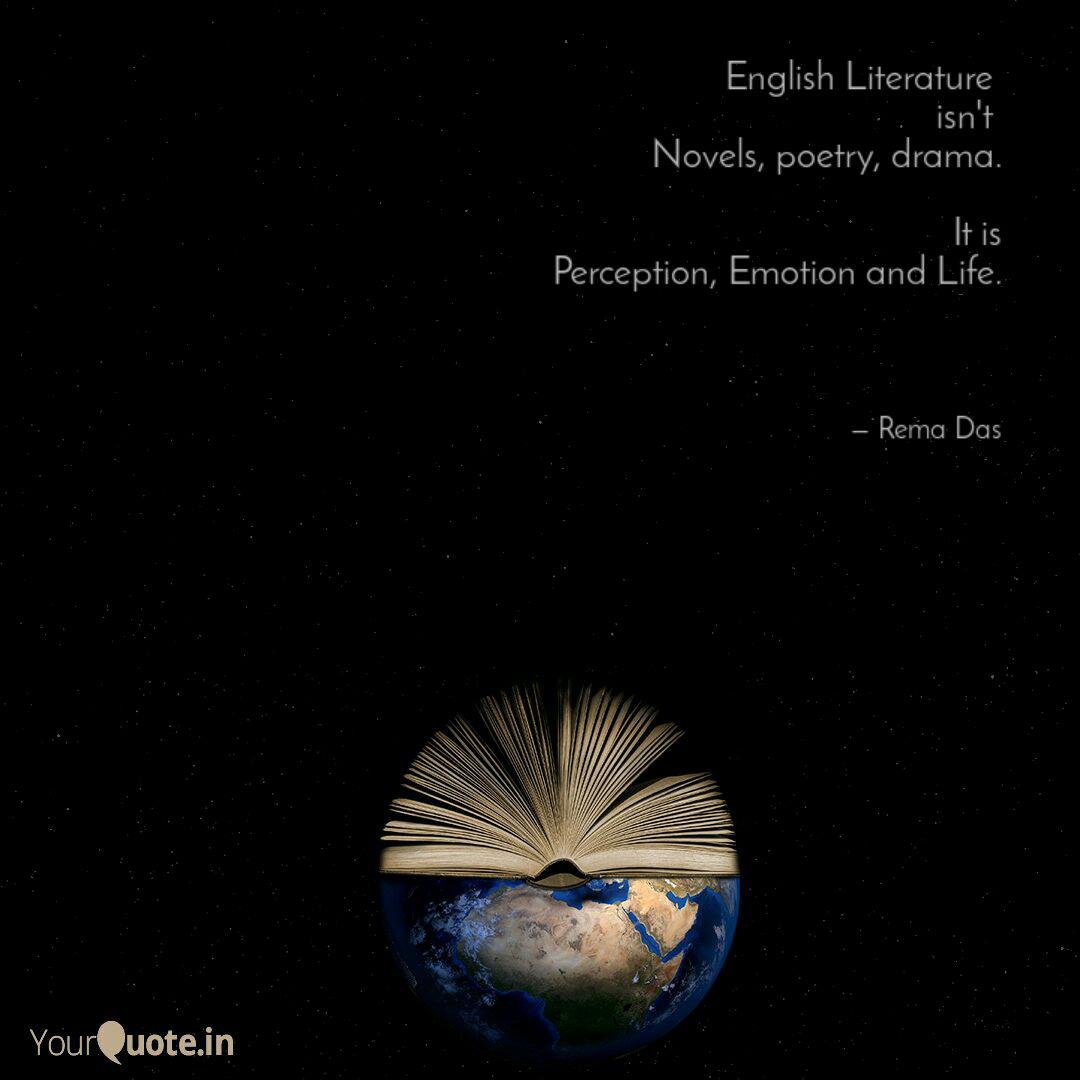 English Literature
isn't
Novels, poetry, drama.
It is
Perception, Emotion and Life.
– Rema Das
YourQuote.in